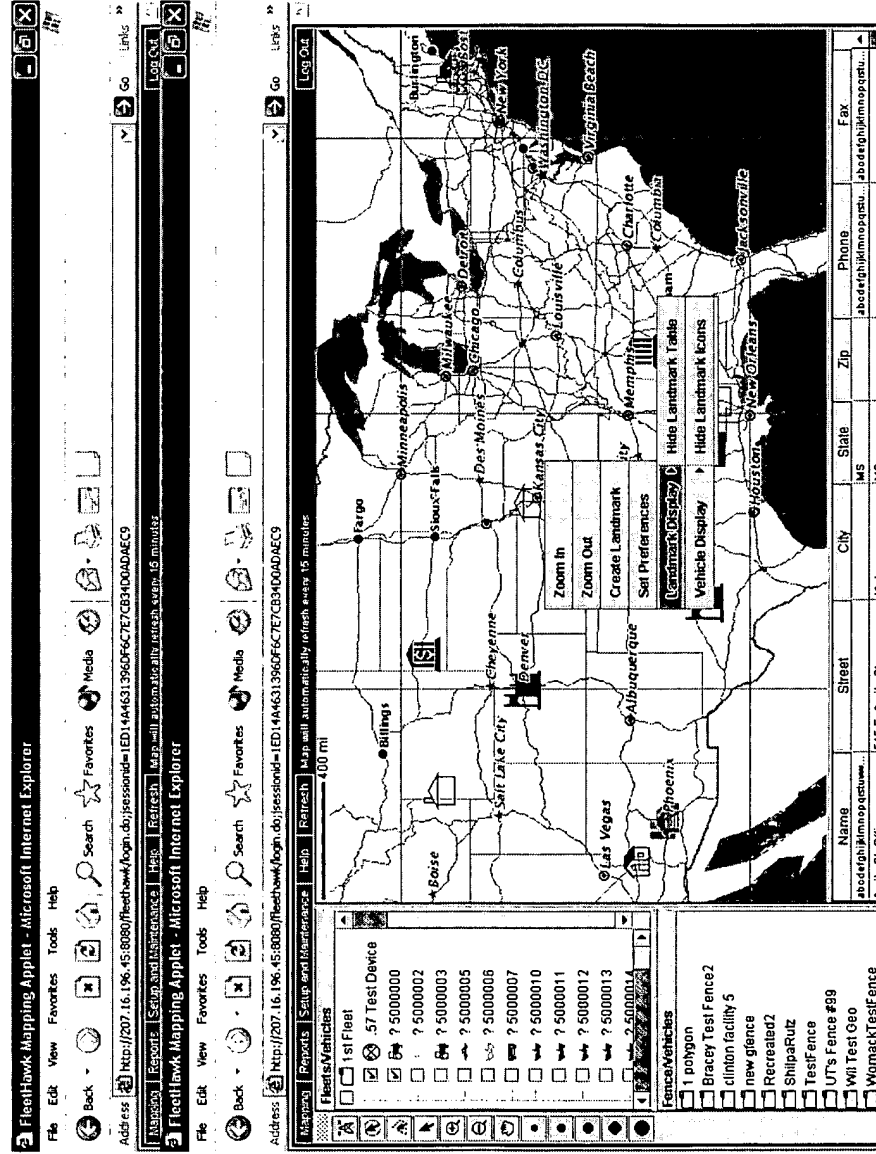 FleetHawk Mapping Applet - Microsoft Internet Explorer
File Edit View Favorites Tools Help
Back Search Favorites Media
Address http://207.16.196.45:8080/fleethawk/login.do;jsessionid=1ED14A4631396DF6C7E7CB34D0ADAEC9 Go Links »
Mapping Reports Setup and Maintenance Help Refresh Map will automatically refresh every 15 minutes Log Out
FleetHawk Mapping Applet - Microsoft Internet Explorer
File Edit View Favorites Tools Help
Back Search Favorites Media
Address http://207.16.196.45:8080/fleethawk/login.do;jsessionid=1ED14A4631396DF6C7E7CB34D0ADAEC9 Go Links »
Mapping Reports Setup and Maintenance Help Refresh Map will automatically refresh every 15 minutes Log Out
Fleets/Vehicles
1st Fleet
.57 Test Device
? 5000000
? 5000002
? 5000003
? 5000005
? 5000006
? 5000007
? 5000010
? 5000011
? 5000012
? 5000013
? 5000014
Fence/Vehicles
1 polygon
Bracey Test Fence2
clinton facility 5
new gfence
Recreated2
ShilpaRutz
TestFence
UT's Fence #99
Wil Test Geo
WomackTestFence
400 mi
Boise
Billings
Fargo
Minneapolis
Burlington
Sioux Falls
Milwaukee
Detroit
New York
Salt Lake City
Cheyenne
Des Moines
Chicago
Denver
Kansas City
Columbus
Washington DC
Louisville
Virginia Beach
Las Vegas
Albuquerque
Memphis
Charlotte
Columbia
Phoenix
Houston
New Orleans
Jacksonville
Zoom In
Zoom Out
Create Landmark
Set Preferences
Landmark Display
Vehicle Display
Hide Landmark Table
Hide Landmark Icons
Name Street City State Zip Phone Fax
MS